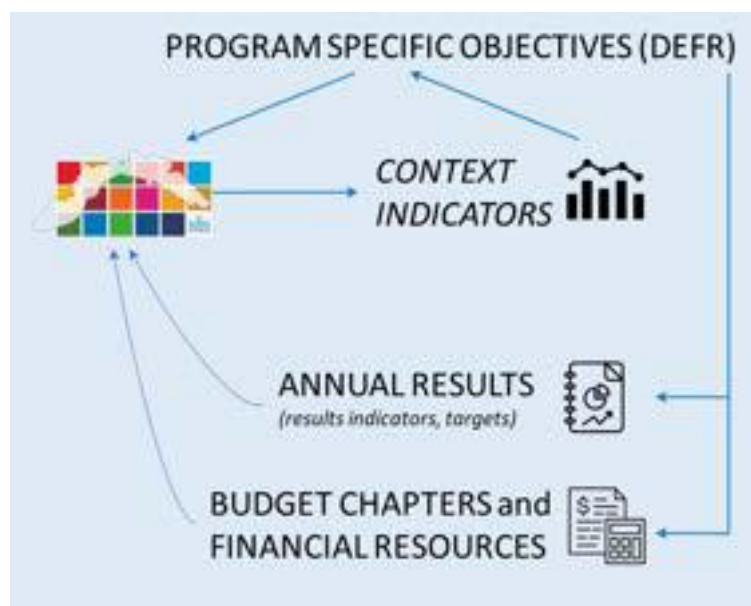 PROGRAM SPECIFIC OBJECTIVES (DEFR)
CONTEXT
INDICATORS
ANNUAL RESULTS
(results indicators, targets)
BUDGET CHAPTERS and
FINANCIAL RESOURCES
$